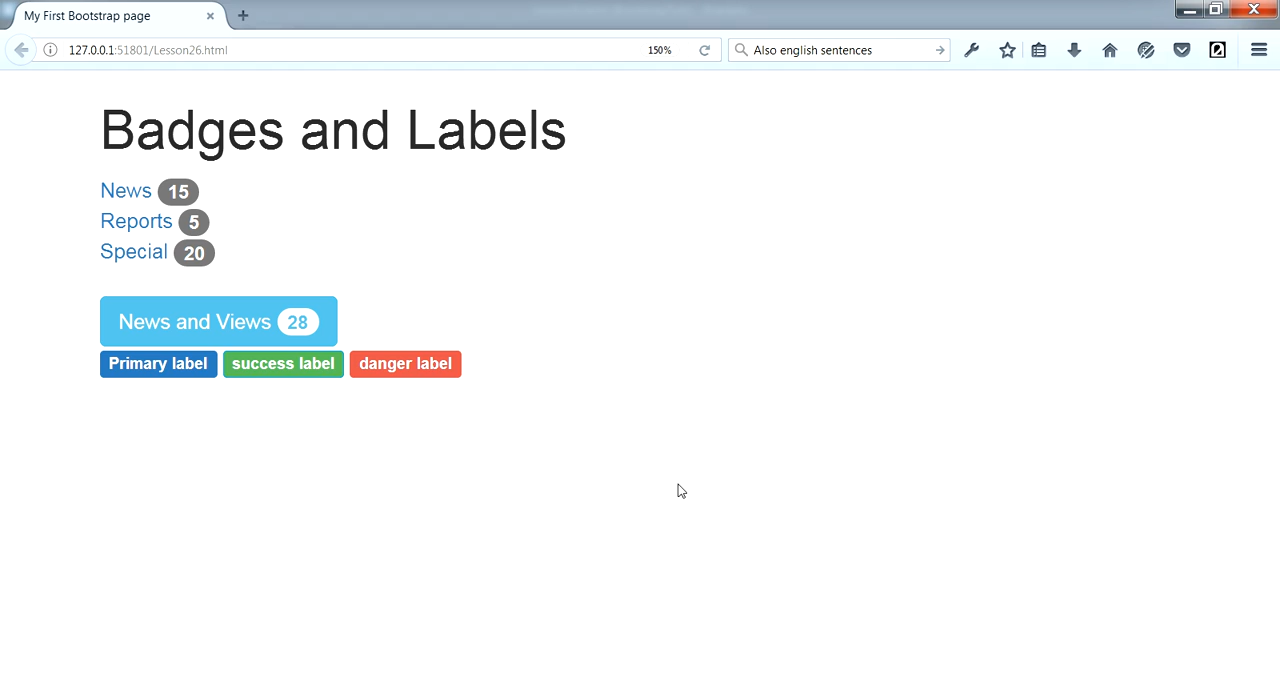 My First Bootstrap page
127.0.0.1:51801/Lesson26.html 150% Also english sentences
Badges and Labels
News 15
Reports 5
Special 20
News and Views 28
Primary label success label danger label